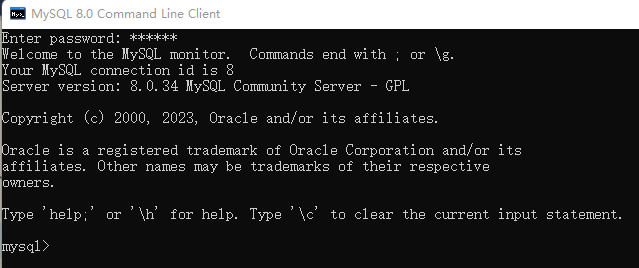 MySQL 8.0 Command Line Client
Enter password: ******
Welcome to the MySQL monitor.  Commands end with ; or \g.
Your MySQL connection id is 8
Server version: 8.0.34 MySQL Community Server - GPL
Copyright (c) 2000, 2023, Oracle and/or its affiliates.
Oracle is a registered trademark of Oracle Corporation and/or its
affiliates. Other names may be trademarks of their respective
owners.
Type 'help;' or '\h' for help. Type '\c' to clear the current input statement.
mysql>